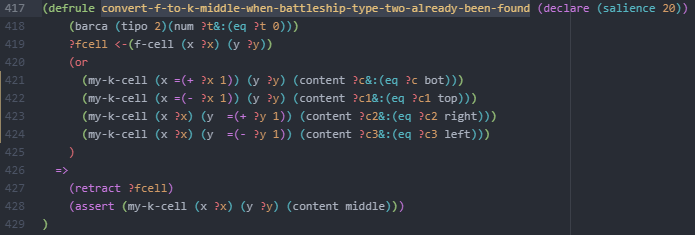 417 (defrule convert-f-to-k-middle-when-battleship-type-two-already-been-found (declare (salience 20))
418 (barca (tipo 2)(num ?t&:(eq ?t 0)))
419 ?fcell <-(f-cell (x ?x) (y ?y))
420 (or
421 (my-k-cell (x =(+ ?x 1)) (y ?y) (content ?c&:(eq ?c bot)))
422 (my-k-cell (x =(- ?x 1)) (y ?y) (content ?c1&:(eq ?c1 top)))
423 (my-k-cell (x ?x) (y =(+ ?y 1)) (content ?c2&:(eq ?c2 right)))
424 (my-k-cell (x ?x) (y =(- ?y 1)) (content ?c3&:(eq ?c3 left)))
425 )
426 =>
427 (retract ?fcell)
428 (assert (my-k-cell (x ?x) (y ?y) (content middle)))
429 )